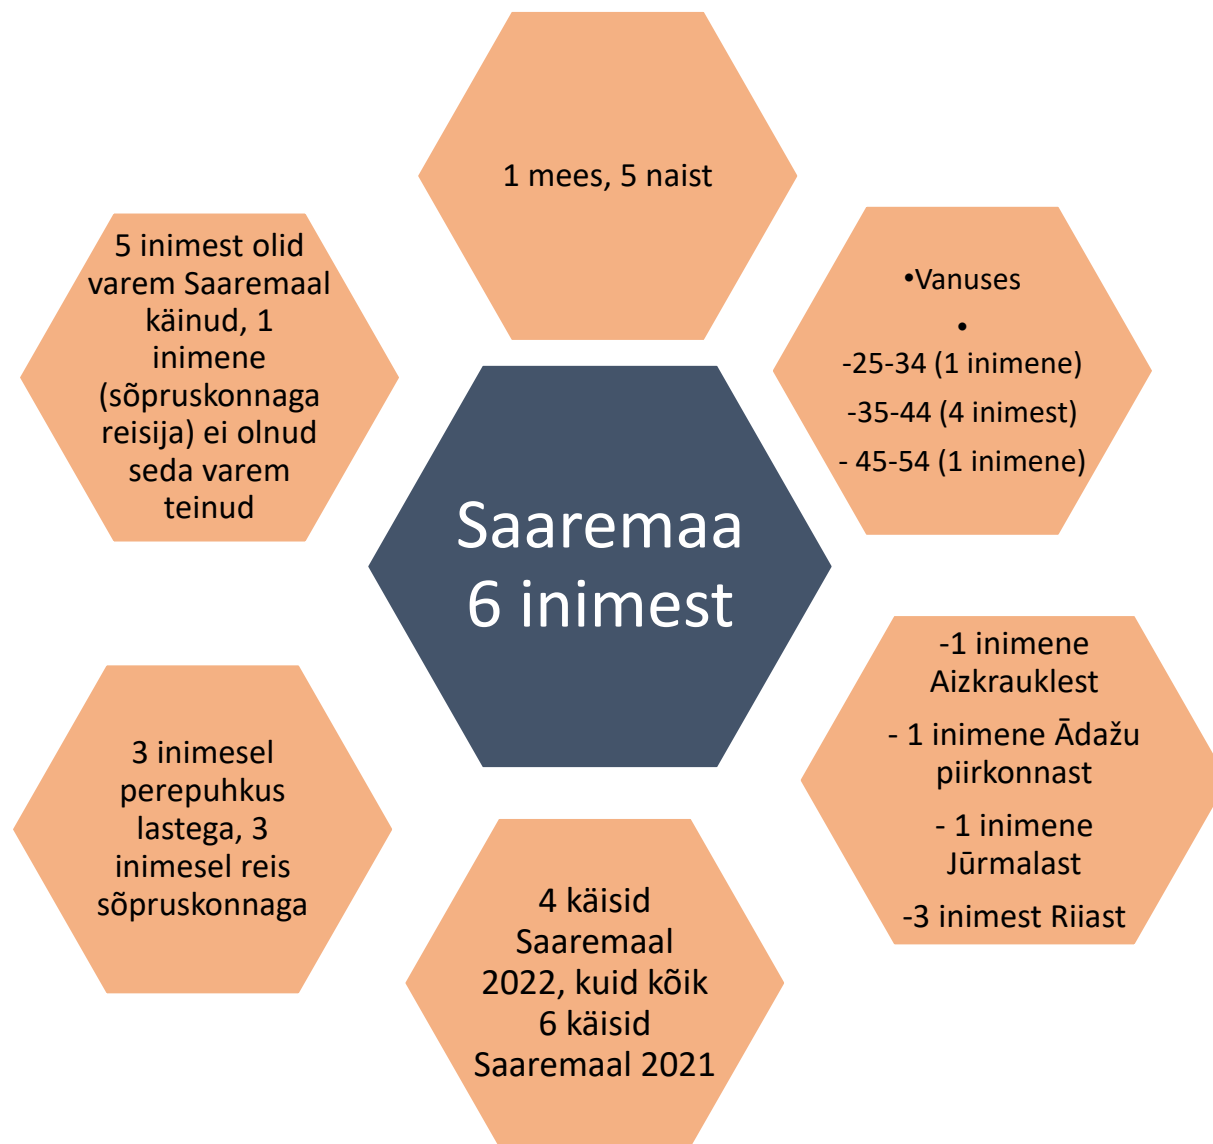 1 mees, 5 naist
•Vanuses
•
-25-34 (1 inimene)
-35-44 (4 inimest)
- 45-54 (1 inimene)
-1 inimene
Aizkrauklest
- 1 inimene Ādažu
piirkonnast
- 1 inimene
Jūrmalast
-3 inimest Riiast
4 käisid
Saaremaal
2022, kuid kõik
6 käisid
Saaremaal 2021
3 inimesel
perepuhkus
lastega, 3
inimesel reis
sõpruskonnaga
5 inimest olid
varem Saaremaal
käinud, 1
inimene
(sõpruskonnaga
reisija) ei olnud
seda varem
teinud
Saaremaa
6 inimest